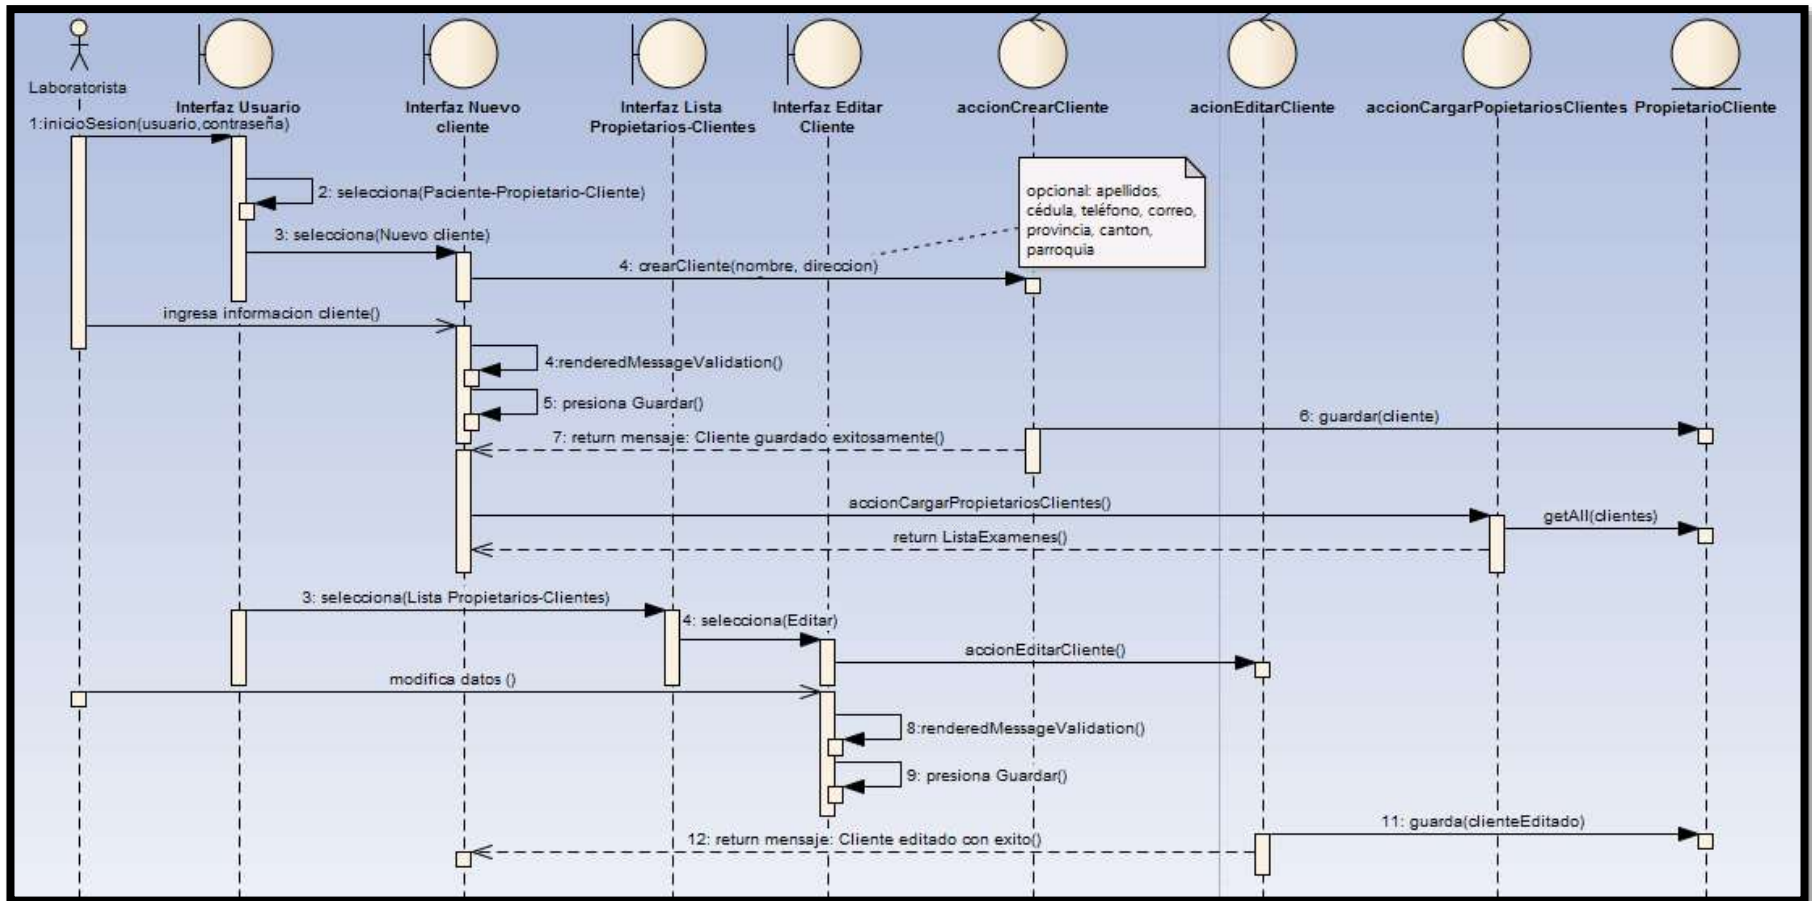 Laboratorista
Interfaz Usuario
Interfaz Nuevo
cliente
Interfaz Lista
Propietarios-Clientes
Interfaz Editar
Cliente
accionCrearCliente
acionEditarCliente
accionCargarPopietariosClientes
PropietarioCliente
1:inicioSesion(usuario,contraseña)
2: selecciona(Paciente-Propietario-Cliente)
3: selecciona(Nuevo cliente)
opcional: apellidos,
cédula, teléfono, correo,
provincia, canton,
parroquia
4: crearCliente(nombre, direccion)
ingresa informacion cliente()
4:renderedMessageValidation()
5: presiona Guardar()
6: guardar(cliente)
7: return mensaje: Cliente guardado exitosamente()
accionCargarPropietariosClientes()
getAll(clientes)
return ListaExamenes()
3: selecciona(Lista Propietarios-Clientes)
4: selecciona(Editar)
accionEditarCliente()
modifica datos ()
8:renderedMessageValidation()
9: presiona Guardar()
11: guarda(clienteEditado)
12: return mensaje: Cliente editado con exito()